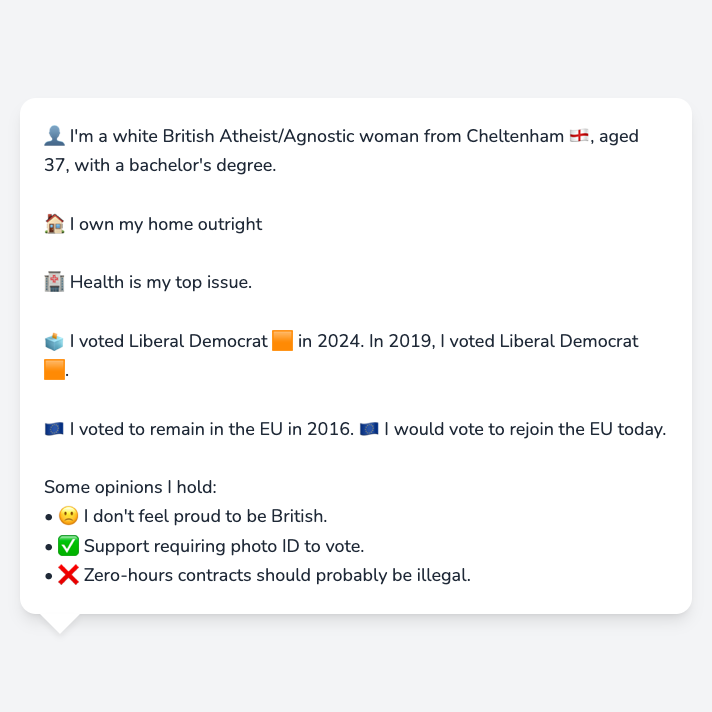 👤 I'm a white British Atheist/Agnostic woman from Cheltenham 🏴󠁧󠁢󠁥󠁮󠁧󠁿, aged
37, with a bachelor's degree.
🏠 I own my home outright
🏥 Health is my top issue.
🗳️ I voted Liberal Democrat 🟧 in 2024. In 2019, I voted Liberal Democrat
🟧.
🇪🇺 I voted to remain in the EU in 2016. 🇪🇺 I would vote to rejoin the EU today.
Some opinions I hold:
• 🙁 I don't feel proud to be British.
• ✅ Support requiring photo ID to vote.
• ❌ Zero-hours contracts should probably be illegal.